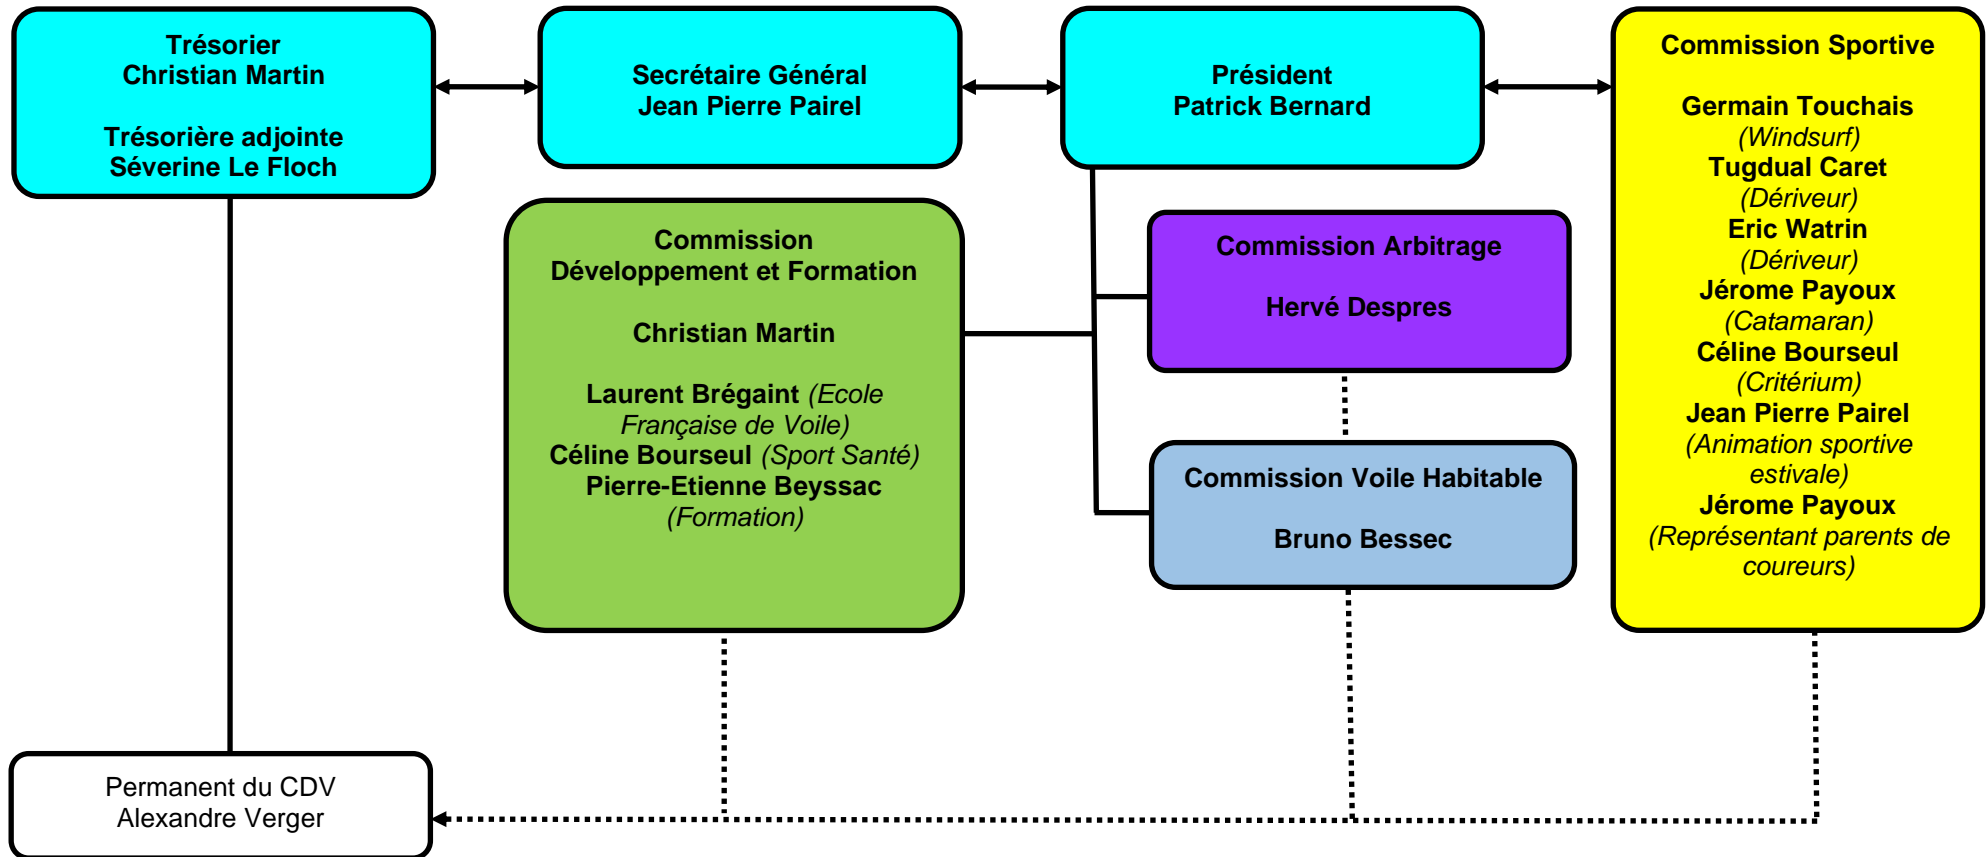 Trésorier
Christian Martin
Trésorière adjointe
Séverine Le Floch
Secrétaire Général
Jean Pierre Pairel
Président
Patrick Bernard
Commission Sportive
Germain Touchais
(Windsurf)
Tugdual Caret
(Dériveur)
Eric Watrin
(Dériveur)
Jérome Payoux
(Catamaran)
Céline Bourseul
(Critérium)
Jean Pierre Pairel
(Animation sportive
estivale)
Jérome Payoux
(Représentant parents de
coureurs)
Commission
Développement et Formation
Christian Martin
Laurent Brégaint (Ecole
Française de Voile)
Céline Bourseul (Sport Santé)
Pierre-Etienne Beyssac
(Formation)
Commission Arbitrage
Hervé Despres
Commission Voile Habitable
Bruno Bessec
Permanent du CDV
Alexandre Verger